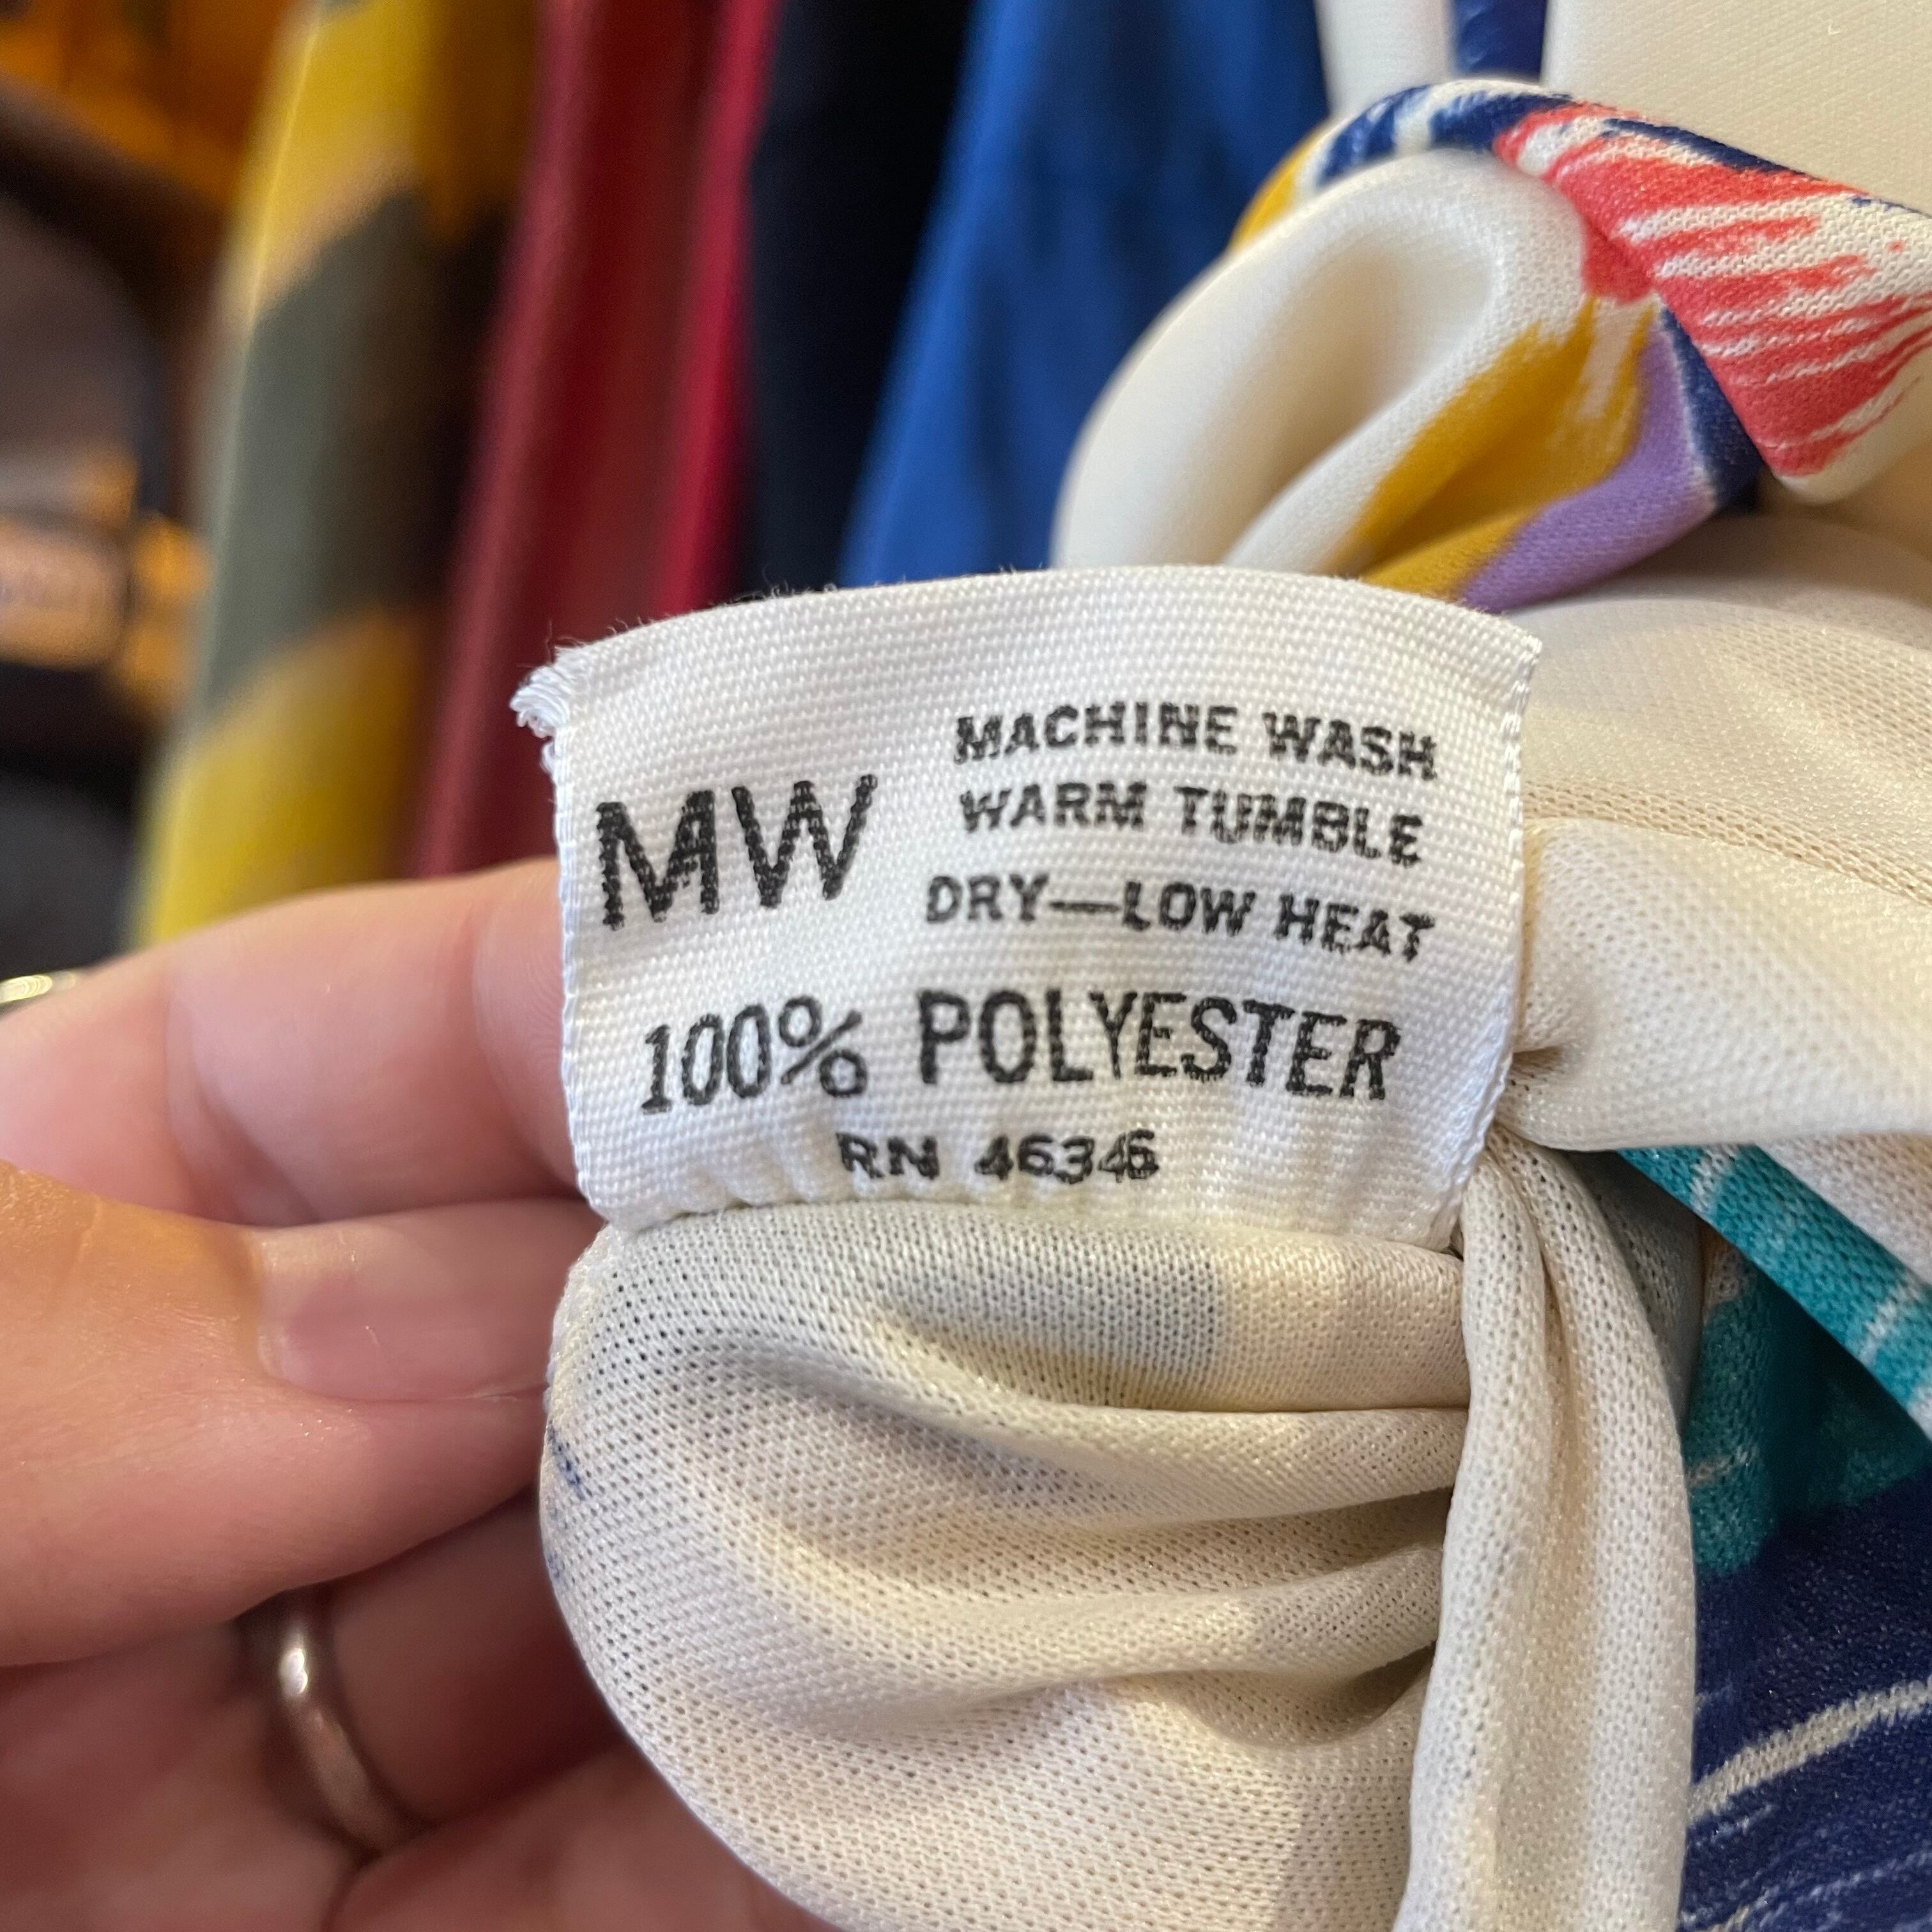 MW
MACHINE WASH
WARM TUMBLE
DRY—LOW HEAT
100% POLYESTER
RN 46346